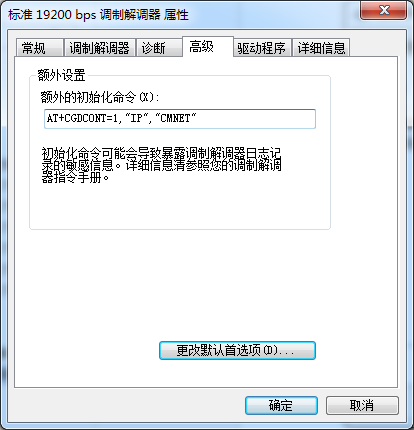 标准 19200 bps 调制解调器 属性
常规 调制解调器 诊断 高级 驱动程序 详细信息
额外设置
额外的初始化命令(X):
AT+CGDCONT=1,"IP","CMNET"
初始化命令可能会导致暴露调制解调器日志记
录的敏感信息。详细信息请参照您的调制解调
器指令手册。
更改默认首选项(D)...
确定 取消